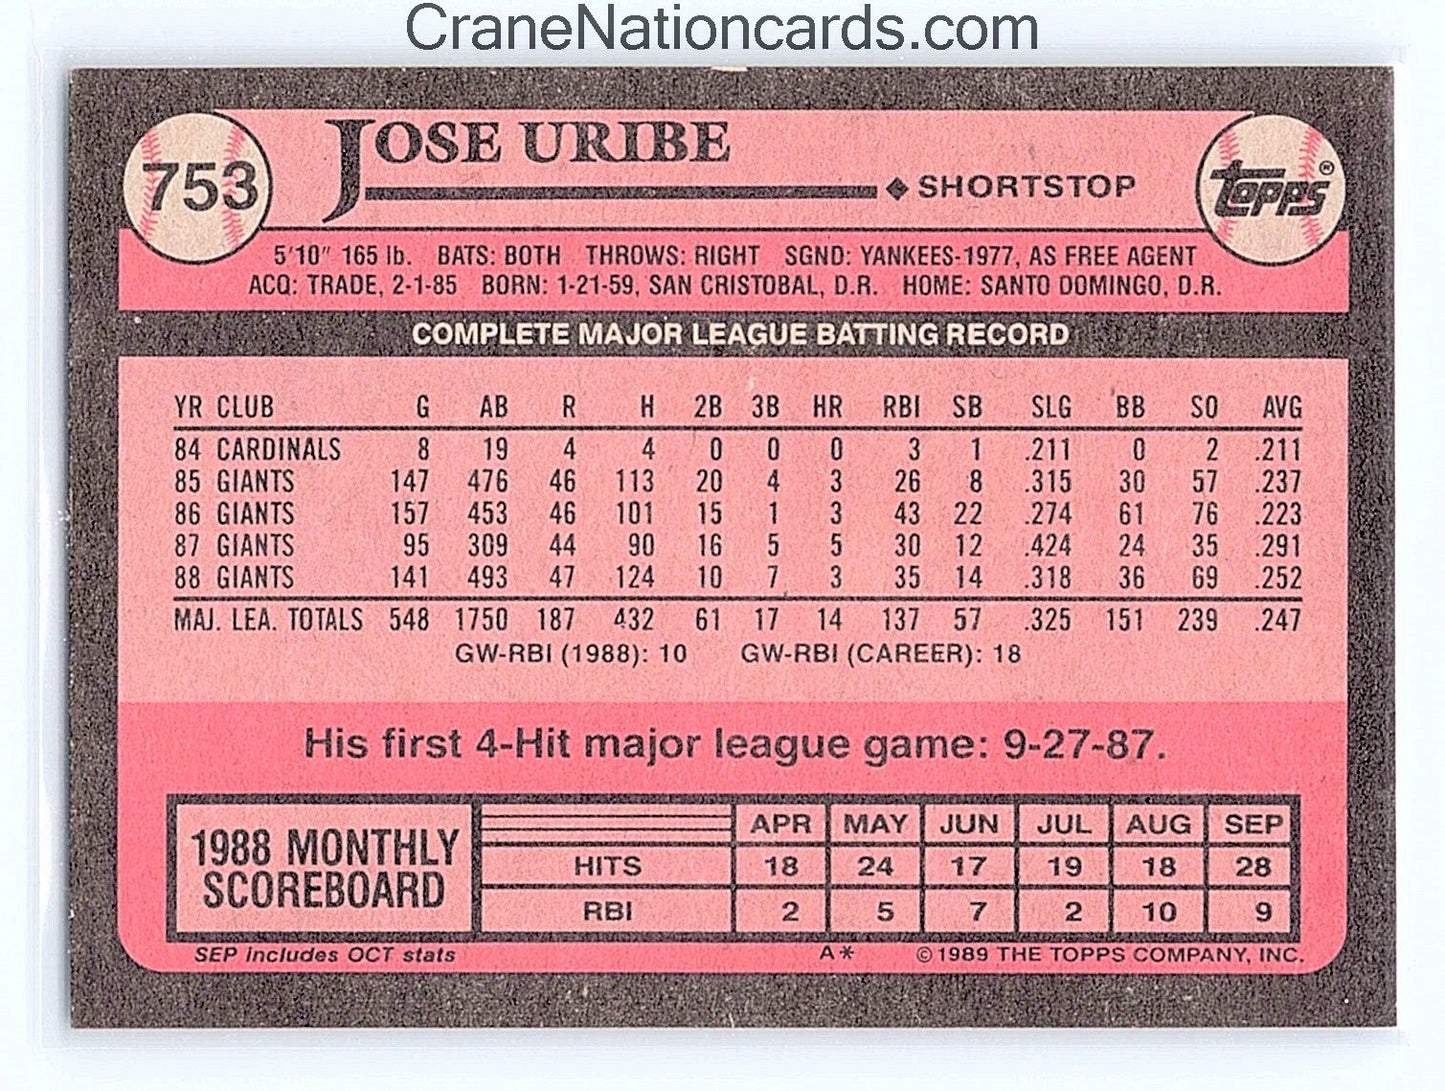 CraneNationcards.com
753
JOSE URIBE
◆ SHORTSTOP
TOPPS®
5'10" 165 lb. BATS: BOTH THROWS: RIGHT SGND: YANKEES-1977, AS FREE AGENT
ACQ: TRADE, 2-1-85 BORN: 1-21-59, SAN CRISTOBAL, D.R. HOME: SANTO DOMINGO, D.R.
COMPLETE MAJOR LEAGUE BATTING RECORD
YR CLUB G AB R H 2B 3B HR RBI SB SLG BB SO AVG
84 CARDINALS 8 19 4 4 0 0 0 3 1 .211 0 2 .211
85 GIANTS 147 476 46 113 20 4 3 26 8 .315 30 57 .237
86 GIANTS 157 453 46 101 15 1 3 43 22 .274 61 76 .223
87 GIANTS 95 309 44 90 16 5 5 30 12 .424 24 35 .291
88 GIANTS 141 493 47 124 10 7 3 35 14 .318 36 69 .252
MAJ. LEA. TOTALS 548 1750 187 432 61 17 14 137 57 .325 151 239 .247
GW-RBI (1988): 10 GW-RBI (CAREER): 18
His first 4-Hit major league game: 9-27-87.
1988 MONTHLY
SCOREBOARD
APR MAY JUN JUL AUG SEP
HITS 18 24 17 19 18 28
RBI 2 5 7 2 10 9
SEP includes OCT stats A* © 1989 THE TOPPS COMPANY, INC.